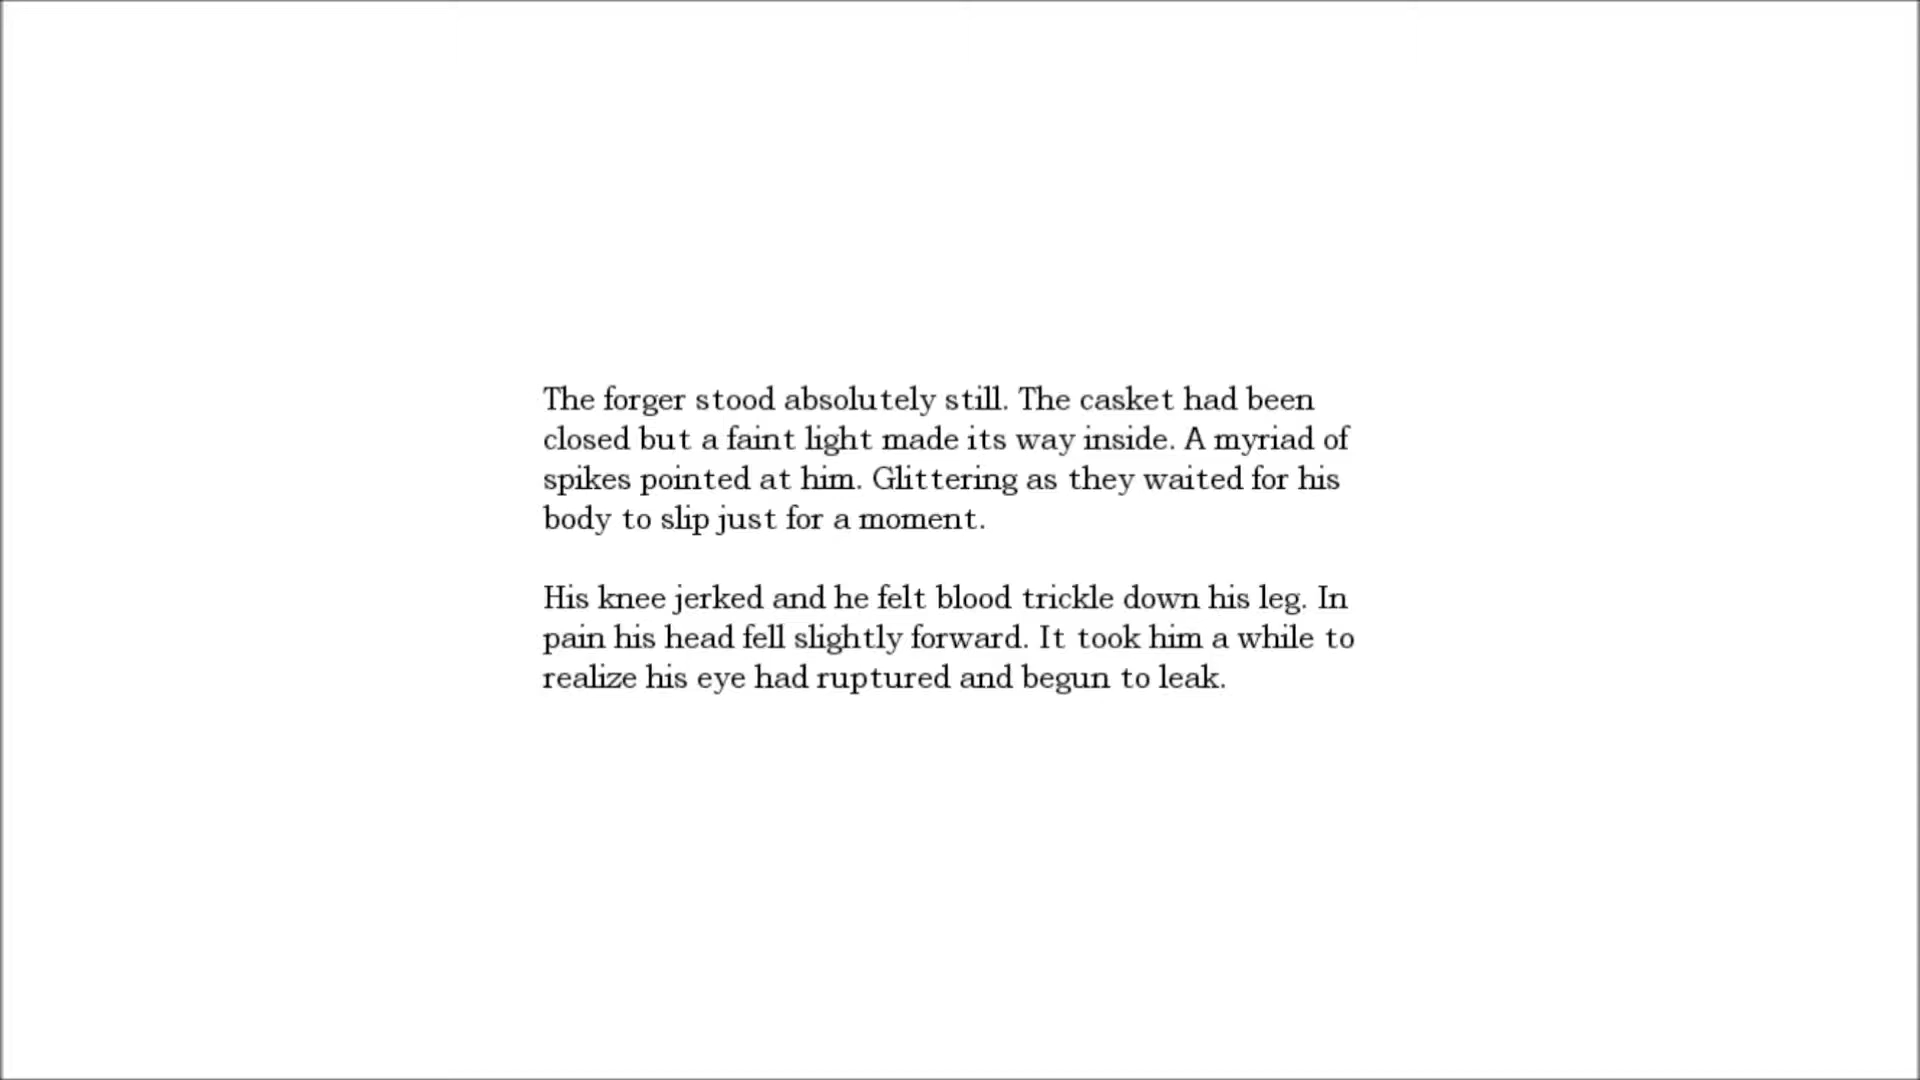 The forger stood absolutely still. The casket had been
closed but a faint light made its way inside. A myriad of
spikes pointed at him. Glittering as they waited for his
body to slip just for a moment.
His knee jerked and he felt blood trickle down his leg. In
pain his head fell slightly forward. It took him a while to
realize his eye had ruptured and begun to leak.